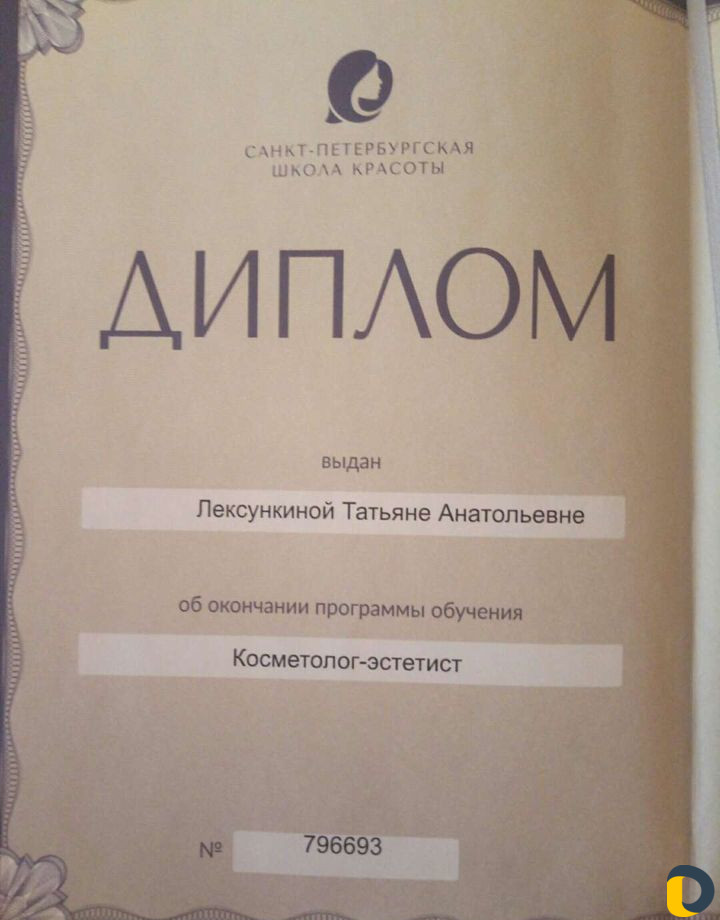 САНКТ-ПЕТЕРБУРГСКАЯ
ШКОЛА КРАСОТЫ
ДИПЛОМ
выдан
Лексункиной Татьяне Анатольевне
об окончании программы обучения
Косметолог-эстетист
№ 796693